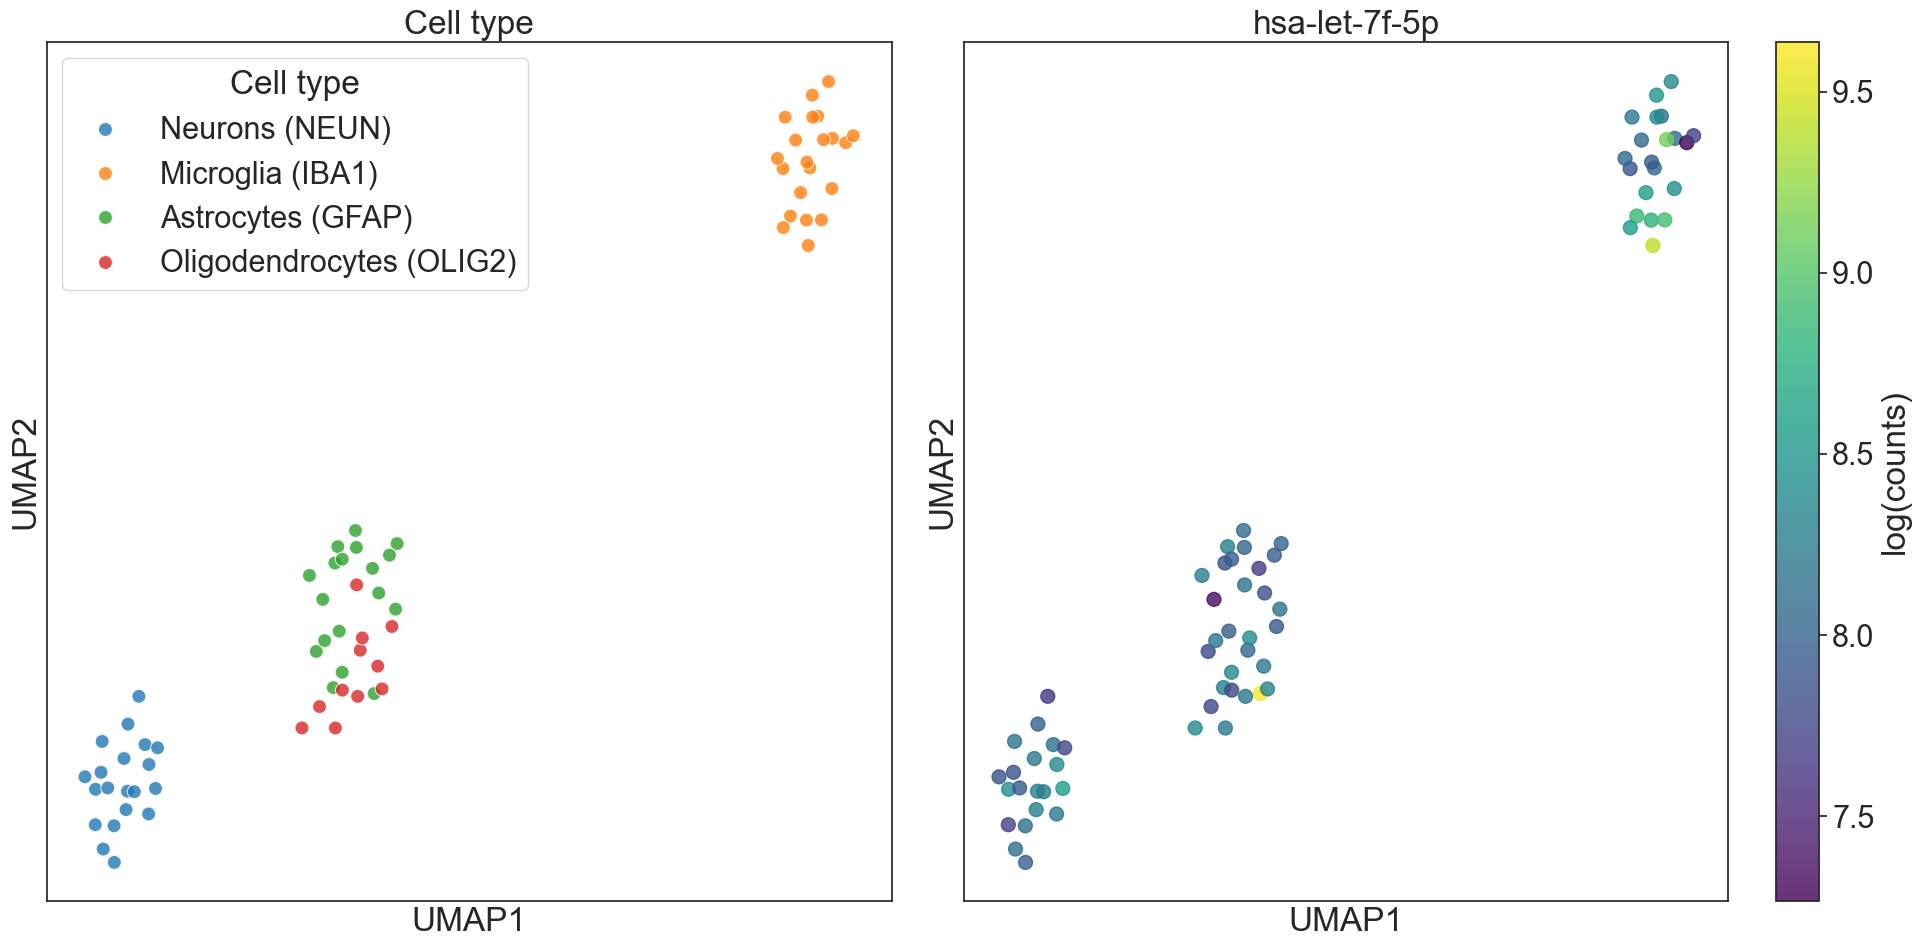 Cell type
Cell type
Neurons (NEUN)
Microglia (IBA1)
Astrocytes (GFAP)
Oligodendrocytes (OLIG2)
UMAP2
UMAP1
hsa-let-7f-5p
UMAP2
UMAP1
9.5
9.0
8.5
8.0
7.5
log(counts)